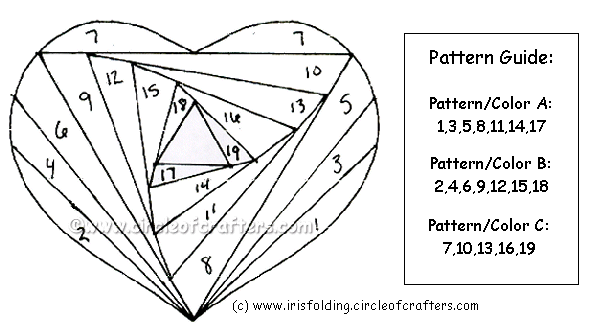 7 7
12 10
9 15 13 5
18 16
6
19
4 17 3
14
11
©www.circleofcrafters.com
2 1
8
Pattern Guide:
Pattern/Color A:
1,3,5,8,11,14,17
Pattern/Color B:
2,4,6,9,12,15,18
Pattern/Color C:
7,10,13,16,19
(c) www.irisfolding.circleofcrafters.com